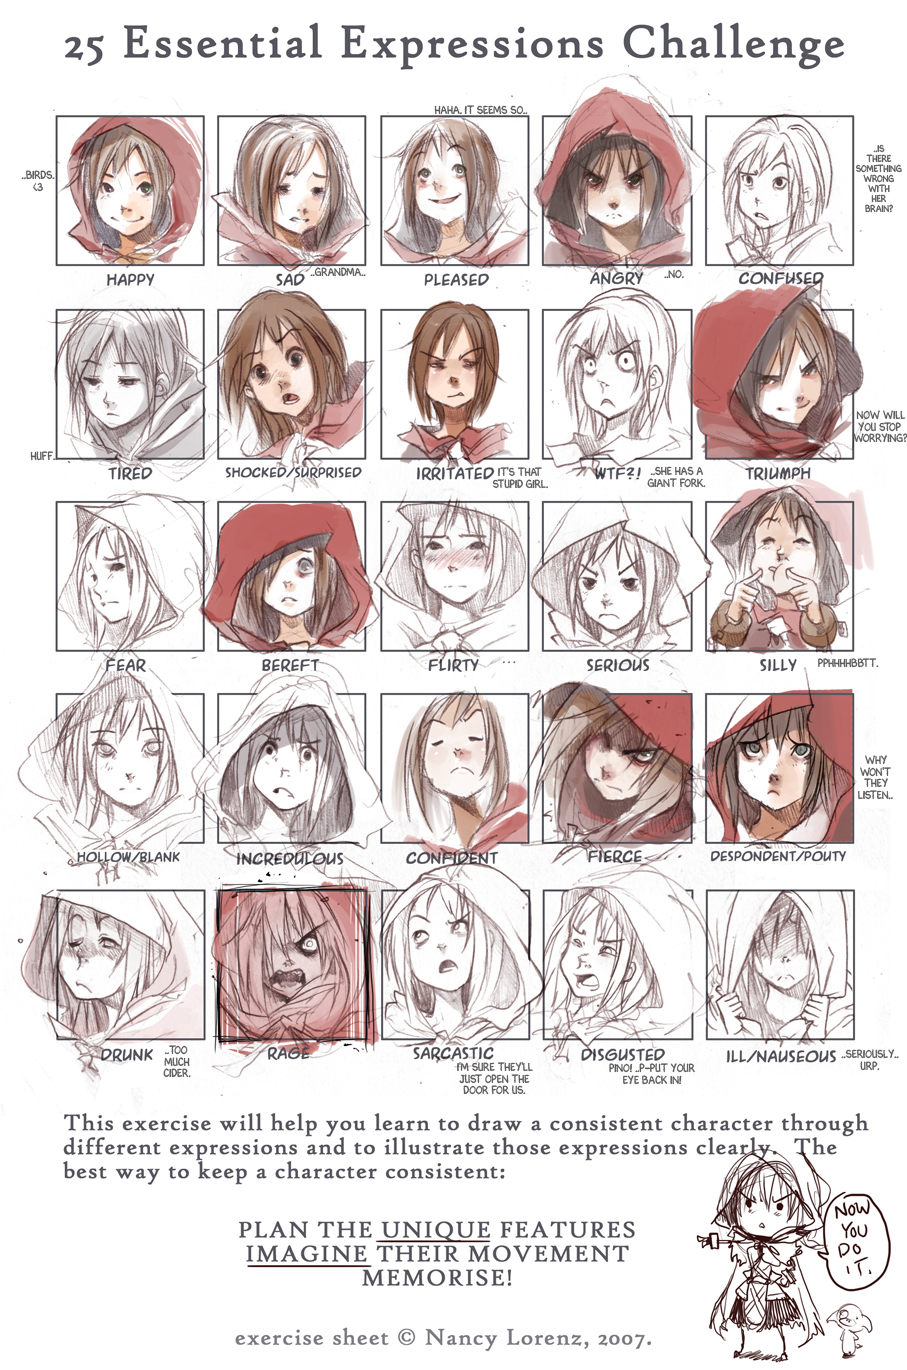 25 Essential Expressions Challenge
HAHA. IT SEEMS SO..
..BIRDS.
<3
..IS
THERE
SOMETHING
WRONG
WITH
HER
BRAIN?
HAPPY
SAD
..GRANDMA..
PLEASED
ANGRY
..NO.
CONFUSED
NOW WILL
YOU STOP
WORRYING?
HUFF.
TIRED
SHOCKED/SURPRISED
IRRITATED
IT'S THAT
STUPID GIRL.
WTF?!
..SHE HAS A
GIANT FORK.
TRIUMPH
FEAR
BEREFT
FLIRTY
...
SERIOUS
SILLY
PPHHHHBBTT.
WHY
WON'T
THEY
LISTEN..
HOLLOW/BLANK
INCREDULOUS
CONFIDENT
FIERCE
DESPONDENT/POUTY
DRUNK
..TOO
MUCH
CIDER.
RAGE
SARCASTIC
I'M SURE THEY'LL
JUST OPEN THE
DOOR FOR US.
DISGUSTED
PINO! ..P-PUT YOUR
EYE BACK IN!
ILL/NAUSEOUS
..SERIOUSLY..
URP.
This exercise will help you learn to draw a consistent character through
different expressions and to illustrate those expressions clearly. The
best way to keep a character consistent:
PLAN THE UNIQUE FEATURES
IMAGINE THEIR MOVEMENT
MEMORISE!
NOW
YOU
DO
IT.
exercise sheet © Nancy Lorenz, 2007.